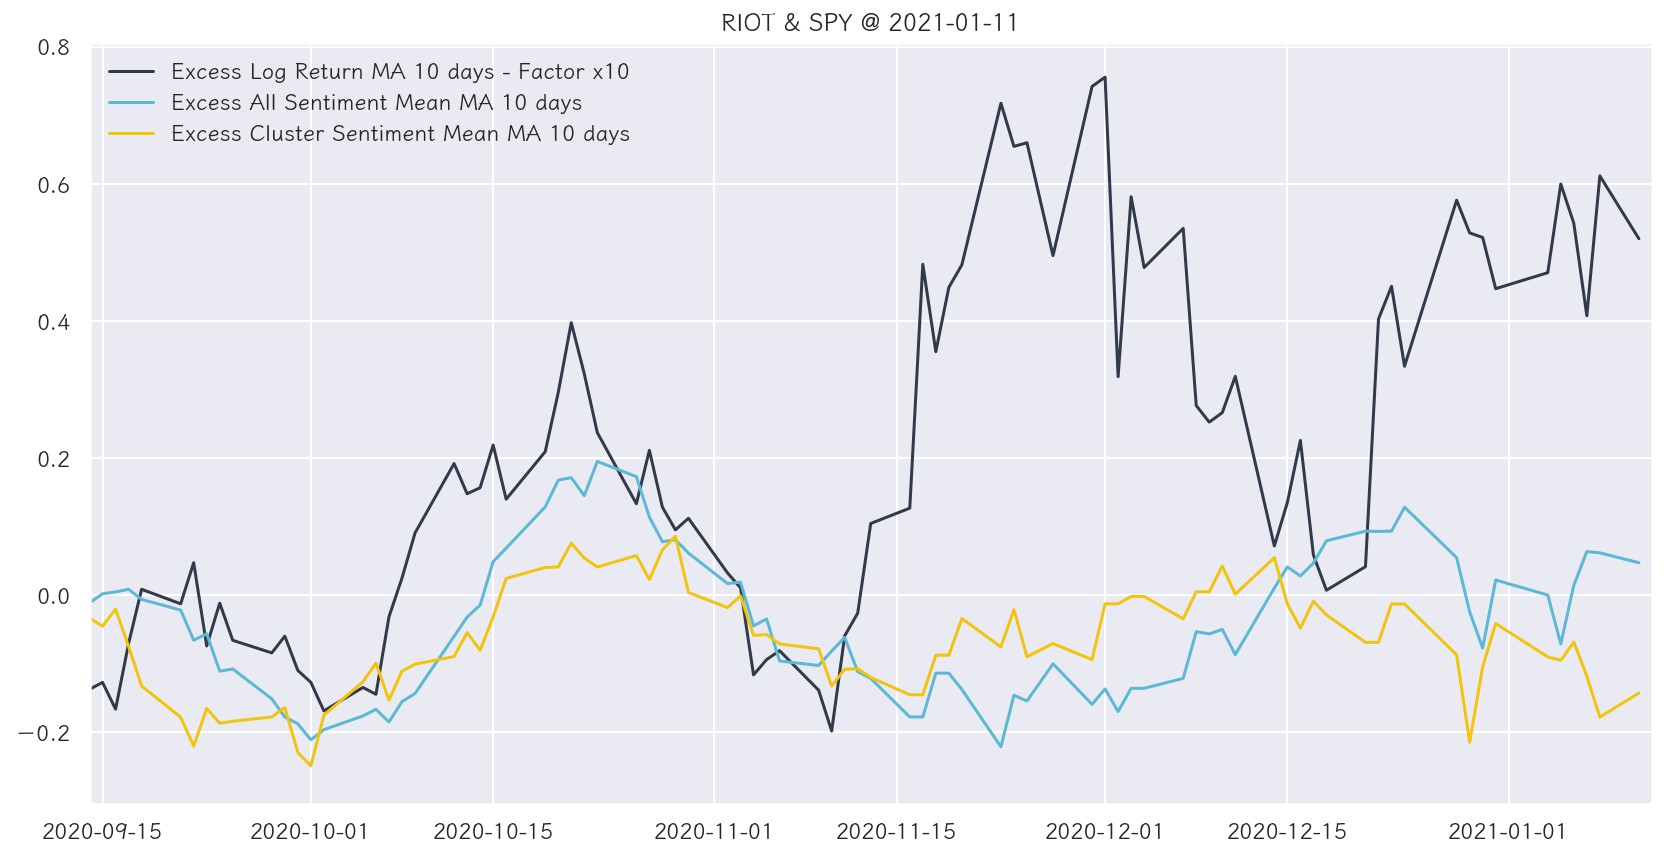 RIOT & SPY @ 2021-01-11
0.8
0.6
0.4
0.2
0.0
−0.2
Excess Log Return MA 10 days - Factor x10
Excess All Sentiment Mean MA 10 days
Excess Cluster Sentiment Mean MA 10 days
2020-09-15 2020-10-01 2020-10-15 2020-11-01 2020-11-15 2020-12-01 2020-12-15 2021-01-01